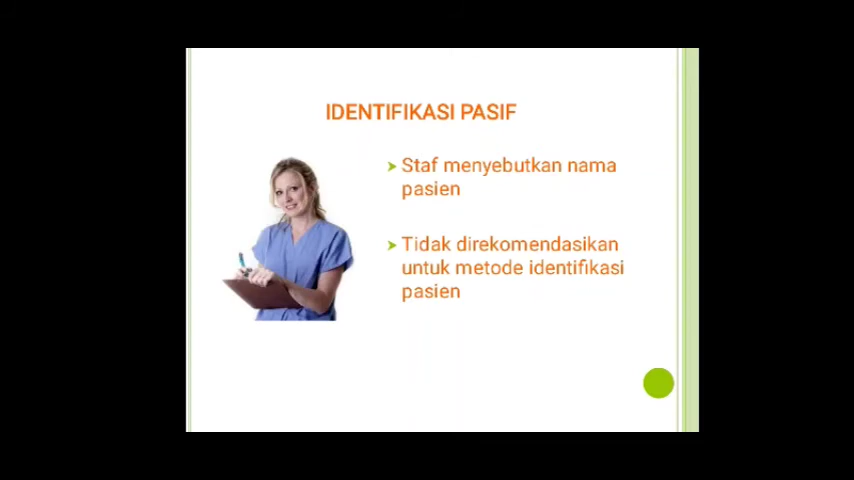 IDENTIFIKASI PASIF
Staf menyebutkan nama
pasien
Tidak direkomendasikan
untuk metode identifikasi
pasien